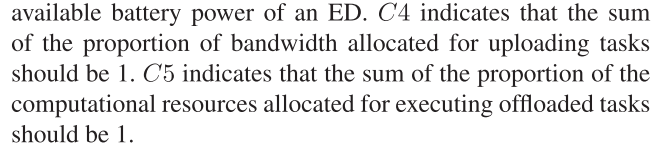 available battery power of an ED. C4 indicates that the sum
of the proportion of bandwidth allocated for uploading tasks
should be 1. C5 indicates that the sum of the proportion of the
computational resources allocated for executing offloaded tasks
should be 1.